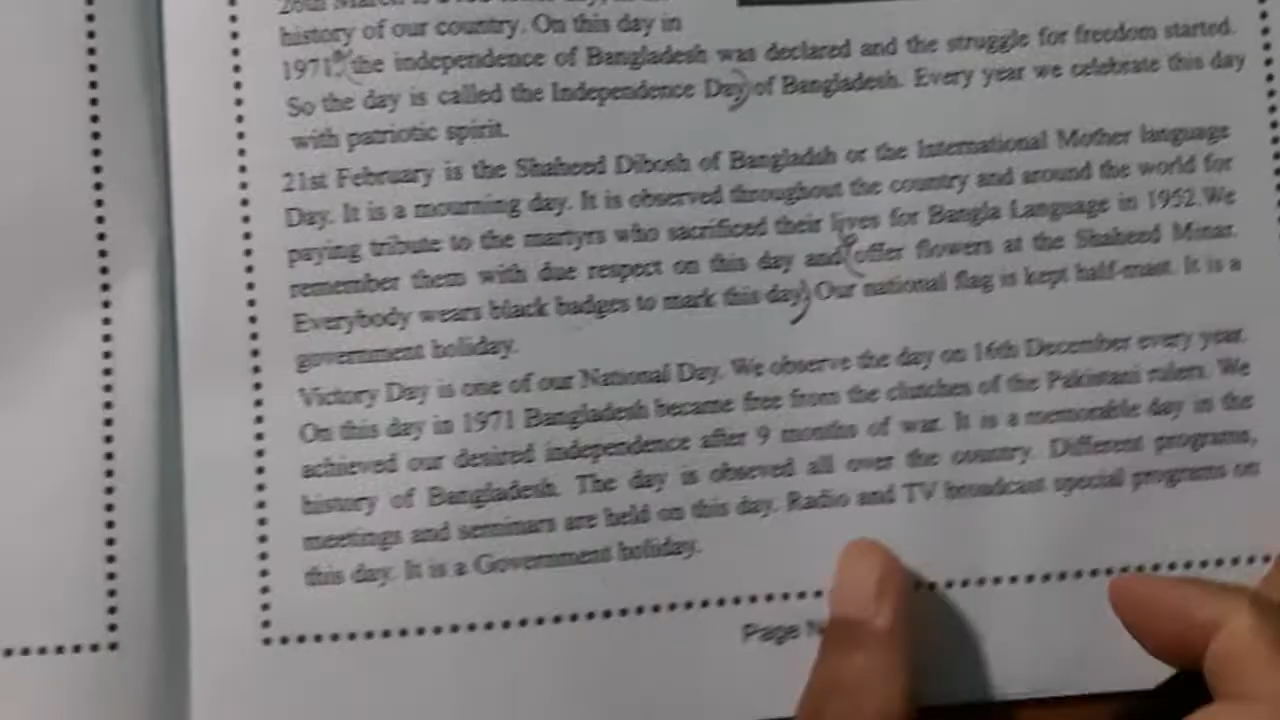 26th March is
history of our country. On this day in
1971, the independence of Bangladesh was declared and the struggle for freedom started.
So the day is called the Independence Day of Bangladesh. Every year we celebrate this day
with patriotic spirit.
21st February is the Shaheed Dibosh of Bangladsh or the International Mother language
Day. It is a mourning day. It is observed throughout the country and around the world for
paying tribute to the martyrs who sacrificed their lives for Bangla Language in 1952.We
remember them with due respect on this day and offer flowers at the Shaheed Minar.
Everybody wears black badges to mark this day. Our national flag is kept half-mast. It is a
government holiday.
Victory Day is one of our National Day. We observe the day on 16th December every year.
On this day in 1971 Bangladesh became free from the clutches of the Pakistani rulers. We
achieved our desired independence after 9 months of war. It is a memorable day in the
history of Bangladesh. The day is obseved all over the country. Different programs,
meetings and seminars are held on this day. Radio and TV broadcast special programs on
this day. It is a Government holiday.
Page